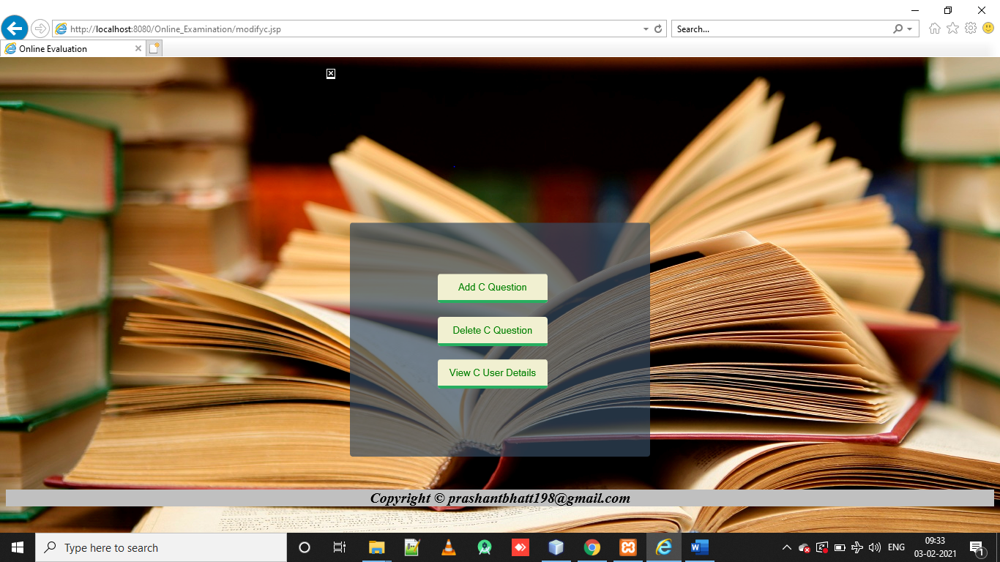 http://localhost:8080/Online_Examination/modifyc.jsp
Search...
Online Evaluation
Add C Question
Delete C Question
View C User Details
Copyright © prashantbhatt198@gmail.com
Type here to search
ENG
09:33
03-02-2021
1